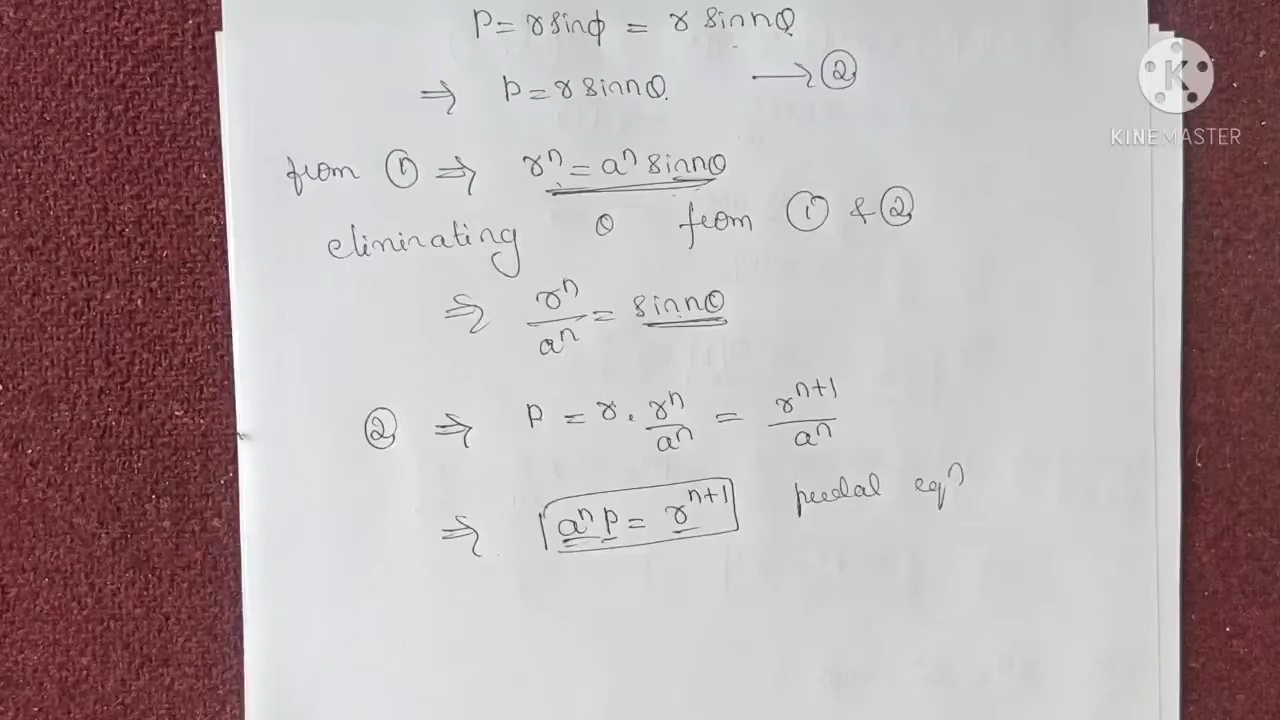 p = r sinϕ = r sin nθ
⇒ p = r sin nθ → ②
K
KINEMASTER
from ① ⇒ rⁿ = aⁿ sin nθ
eliminating θ from ① & ②
⇒ rⁿ/aⁿ = sin nθ
② ⇒ p = r · rⁿ/aⁿ = rⁿ⁺¹/aⁿ
⇒ aⁿ p = rⁿ⁺¹ pedal eqⁿ